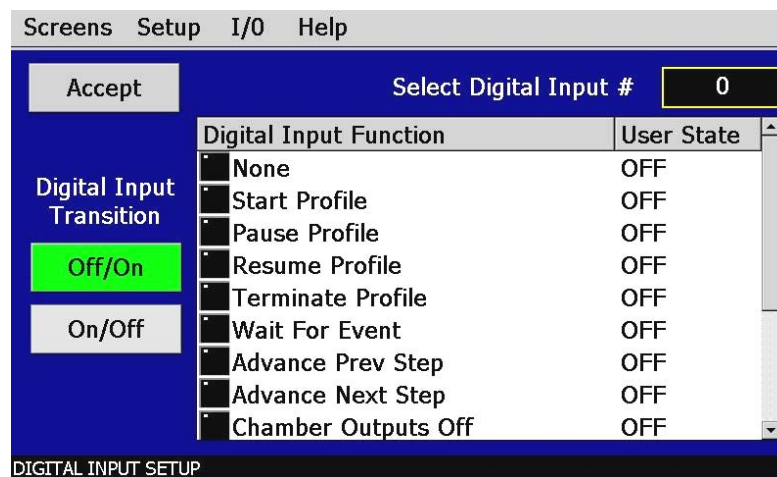 Screens Setup I/0 Help
Accept
Select Digital Input # 0
Digital Input Function User State
None OFF
Start Profile OFF
Pause Profile OFF
Resume Profile OFF
Terminate Profile OFF
Wait For Event OFF
Advance Prev Step OFF
Advance Next Step OFF
Chamber Outputs Off OFF
Digital Input
Transition
Off/On
On/Off
DIGITAL INPUT SETUP